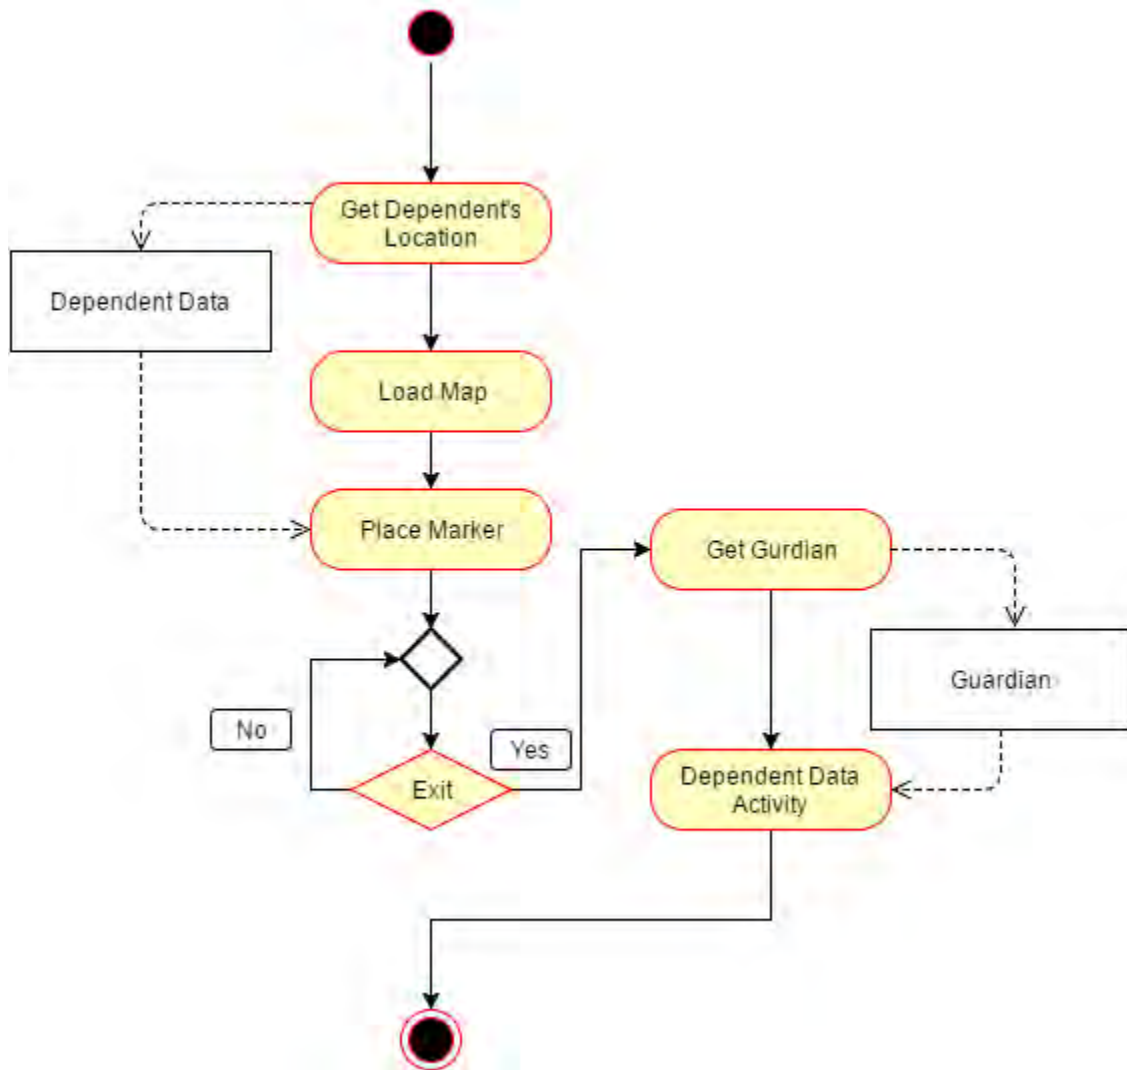 Get Dependent's
Location
Dependent Data
Load Map
Place Marker
Get Gurdian
Guardian
No
Yes
Exit
Dependent Data
Activity